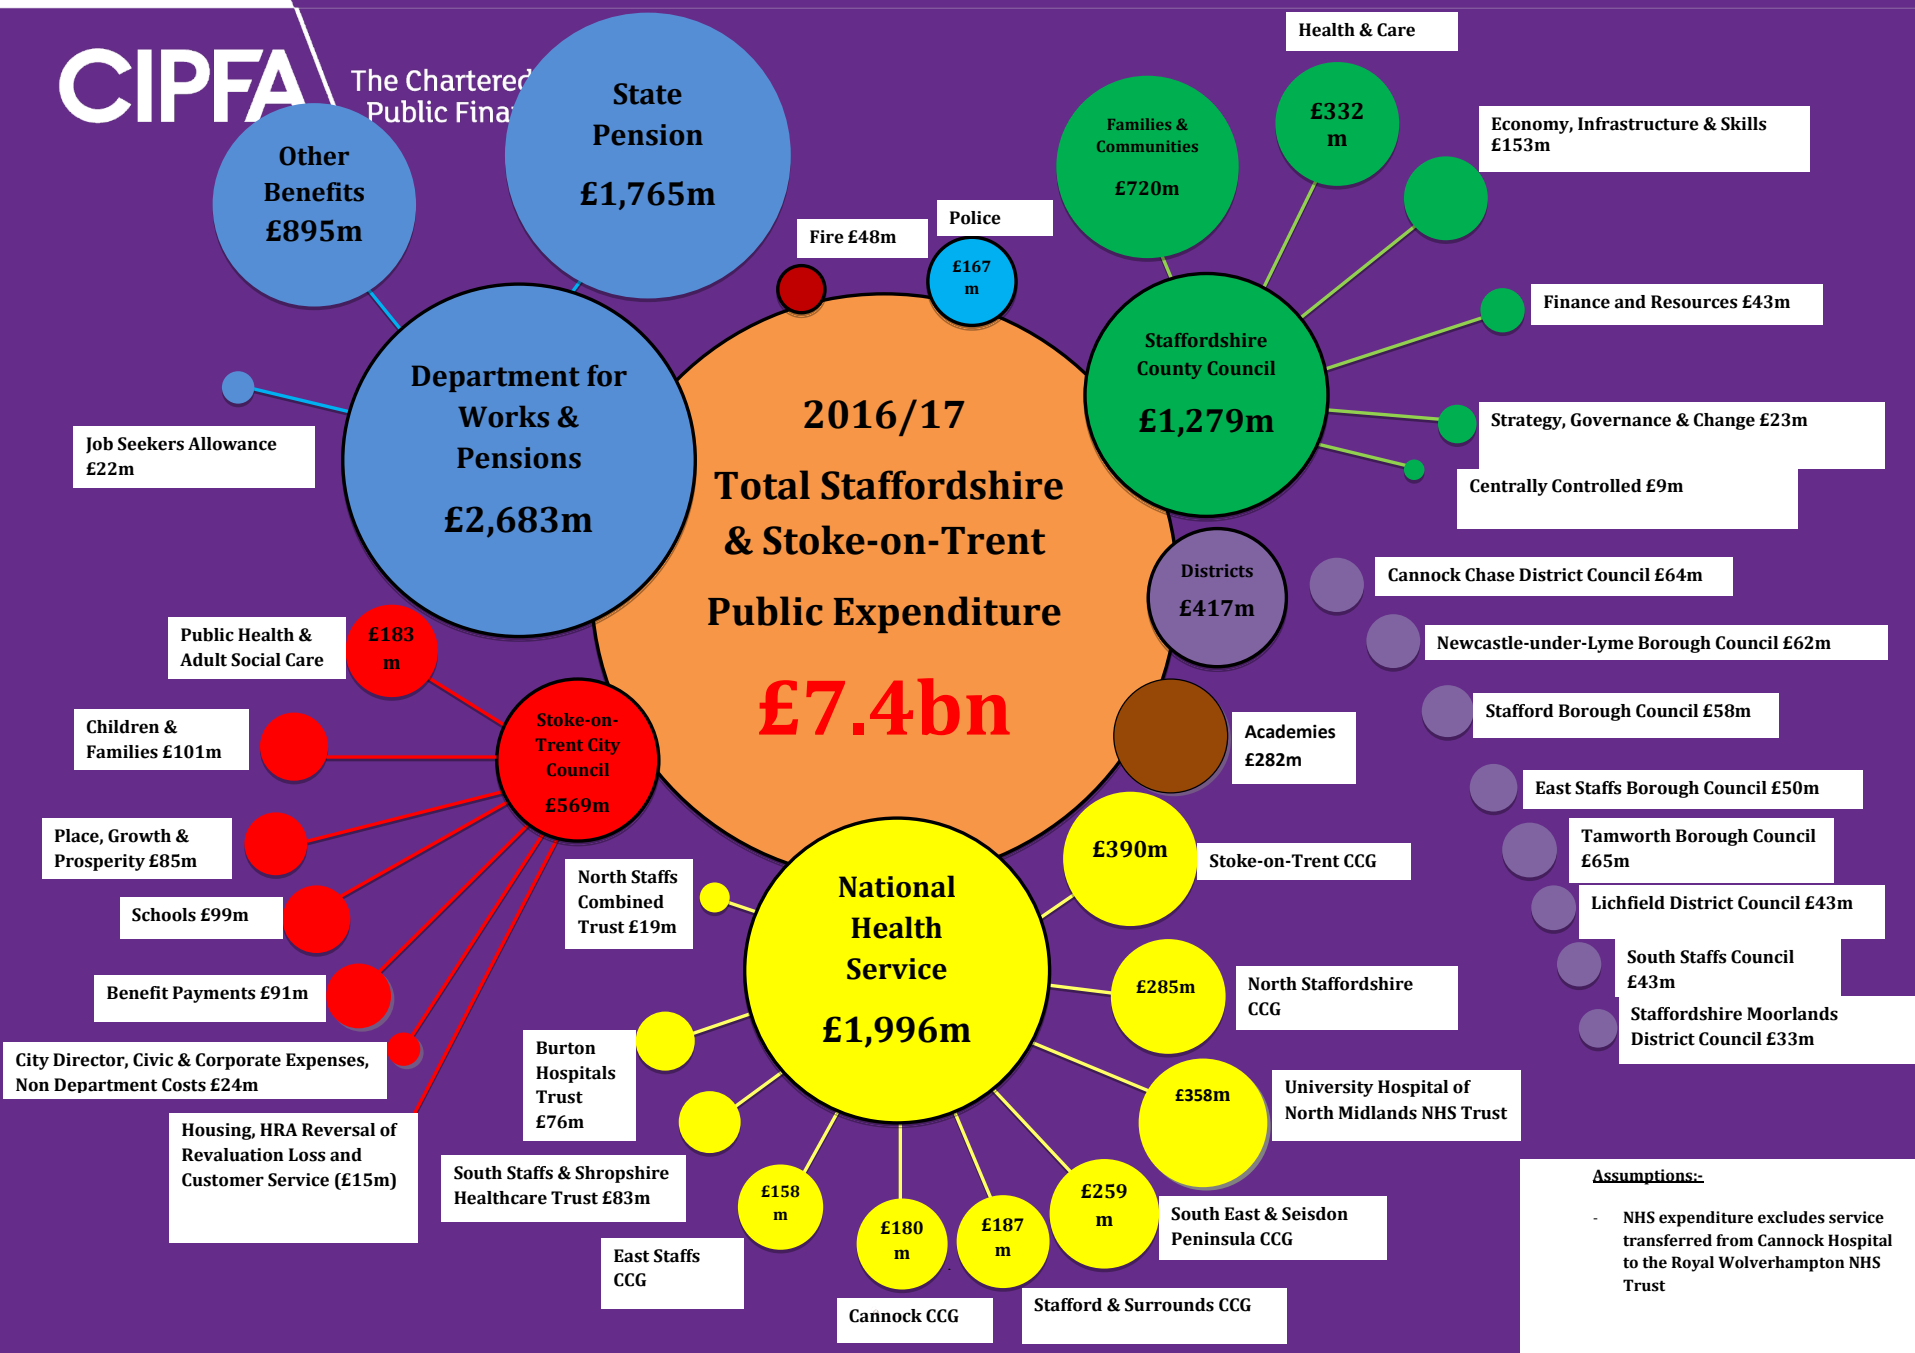 CIPFA
The Chartered
Public Fina
State
Pension
£1,765m
Other
Benefits
£895m
Job Seekers Allowance
£22m
Department for
Works &
Pensions
£2,683m
Fire £48m
Police
£167
m
Health & Care
£332
m
Families &
Communities
£720m
Economy, Infrastructure & Skills
£153m
Finance and Resources £43m
Staffordshire
County Council
£1,279m
Strategy, Governance & Change £23m
Centrally Controlled £9m
2016/17
Total Staffordshire
& Stoke-on-Trent
Public Expenditure
£7.4bn
Districts
£417m
Cannock Chase District Council £64m
Newcastle-under-Lyme Borough Council £62m
Stafford Borough Council £58m
East Staffs Borough Council £50m
Tamworth Borough Council
£65m
Lichfield District Council £43m
South Staffs Council
£43m
Staffordshire Moorlands
District Council £33m
Academies
£282m
Public Health &
Adult Social Care
£183
m
Children &
Families £101m
Place, Growth &
Prosperity £85m
Schools £99m
Benefit Payments £91m
City Director, Civic & Corporate Expenses,
Non Department Costs £24m
Housing, HRA Reversal of
Revaluation Loss and
Customer Service (£15m)
Stoke-on-
Trent City
Council
£569m
National
Health
Service
£1,996m
North Staffs
Combined
Trust £19m
Burton
Hospitals
Trust
£76m
South Staffs & Shropshire
Healthcare Trust £83m
£158
m
East Staffs
CCG
£180
m
Cannock CCG
£187
m
Stafford & Surrounds CCG
£259
m
South East & Seisdon
Peninsula CCG
£358m
University Hospital of
North Midlands NHS Trust
£285m
North Staffordshire
CCG
£390m
Stoke-on-Trent CCG
Assumptions:-
- NHS expenditure excludes service
transferred from Cannock Hospital
to the Royal Wolverhampton NHS
Trust